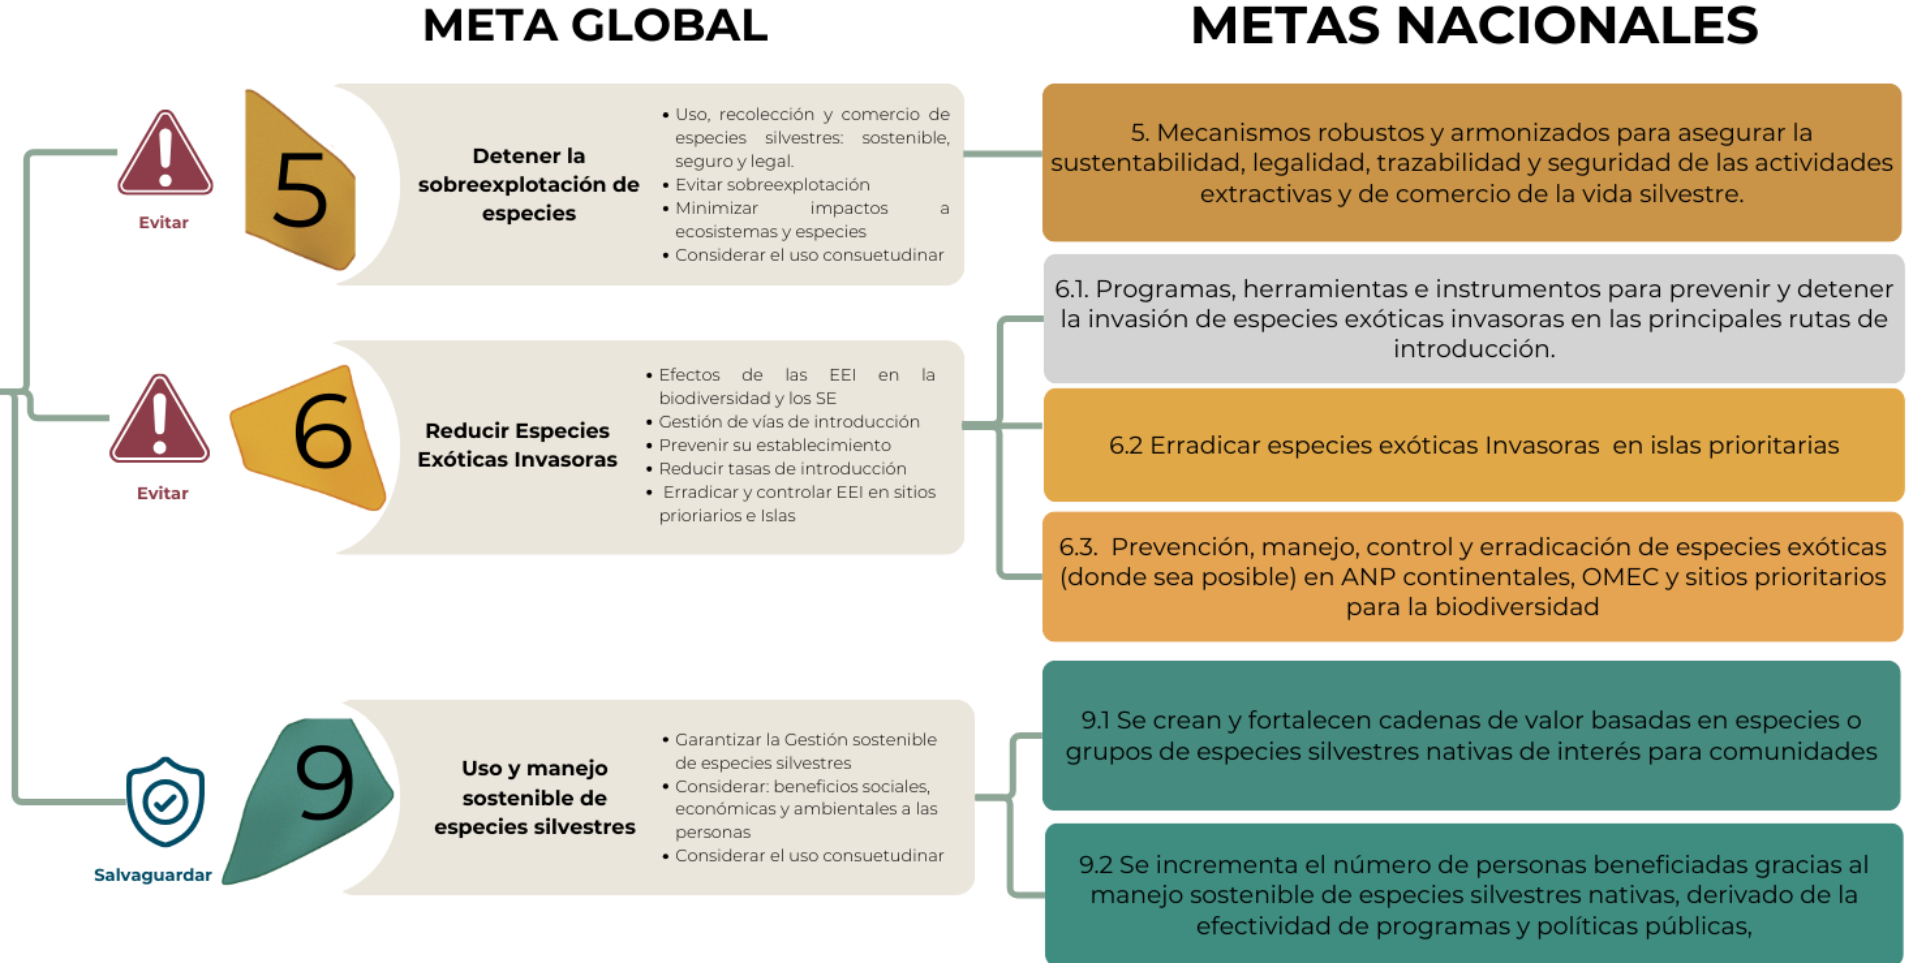 META GLOBAL
METAS NACIONALES
Evitar
5
Detener la
sobreexplotación de
especies
• Uso, recolección y comercio de
especies silvestres: sostenible,
seguro y legal.
• Evitar sobreexplotación
• Minimizar impactos a
ecosistemas y especies
• Considerar el uso consuetudinar
5. Mecanismos robustos y armonizados para asegurar la
sustentabilidad, legalidad, trazabilidad y seguridad de las actividades
extractivas y de comercio de la vida silvestre.
Evitar
6
Reducir Especies
Exóticas Invasoras
• Efectos de las EEI en la
biodiversidad y los SE
• Gestión de vías de introducción
• Prevenir su establecimiento
• Reducir tasas de introducción
• Erradicar y controlar EEI en sitios
prioriarios e Islas
6.1. Programas, herramientas e instrumentos para prevenir y detener
la invasión de especies exóticas invasoras en las principales rutas de
introducción.
6.2 Erradicar especies exóticas Invasoras en islas prioritarias
6.3. Prevención, manejo, control y erradicación de especies exóticas
(donde sea posible) en ANP continentales, OMEC y sitios prioritarios
para la biodiversidad
Salvaguardar
9
Uso y manejo
sostenible de
especies silvestres
• Garantizar la Gestión sostenible
de especies silvestres
• Considerar: beneficios sociales,
económicas y ambientales a las
personas
• Considerar el uso consuetudinar
9.1 Se crean y fortalecen cadenas de valor basadas en especies o
grupos de especies silvestres nativas de interés para comunidades
9.2 Se incrementa el número de personas beneficiadas gracias al
manejo sostenible de especies silvestres nativas, derivado de la
efectividad de programas y políticas públicas,